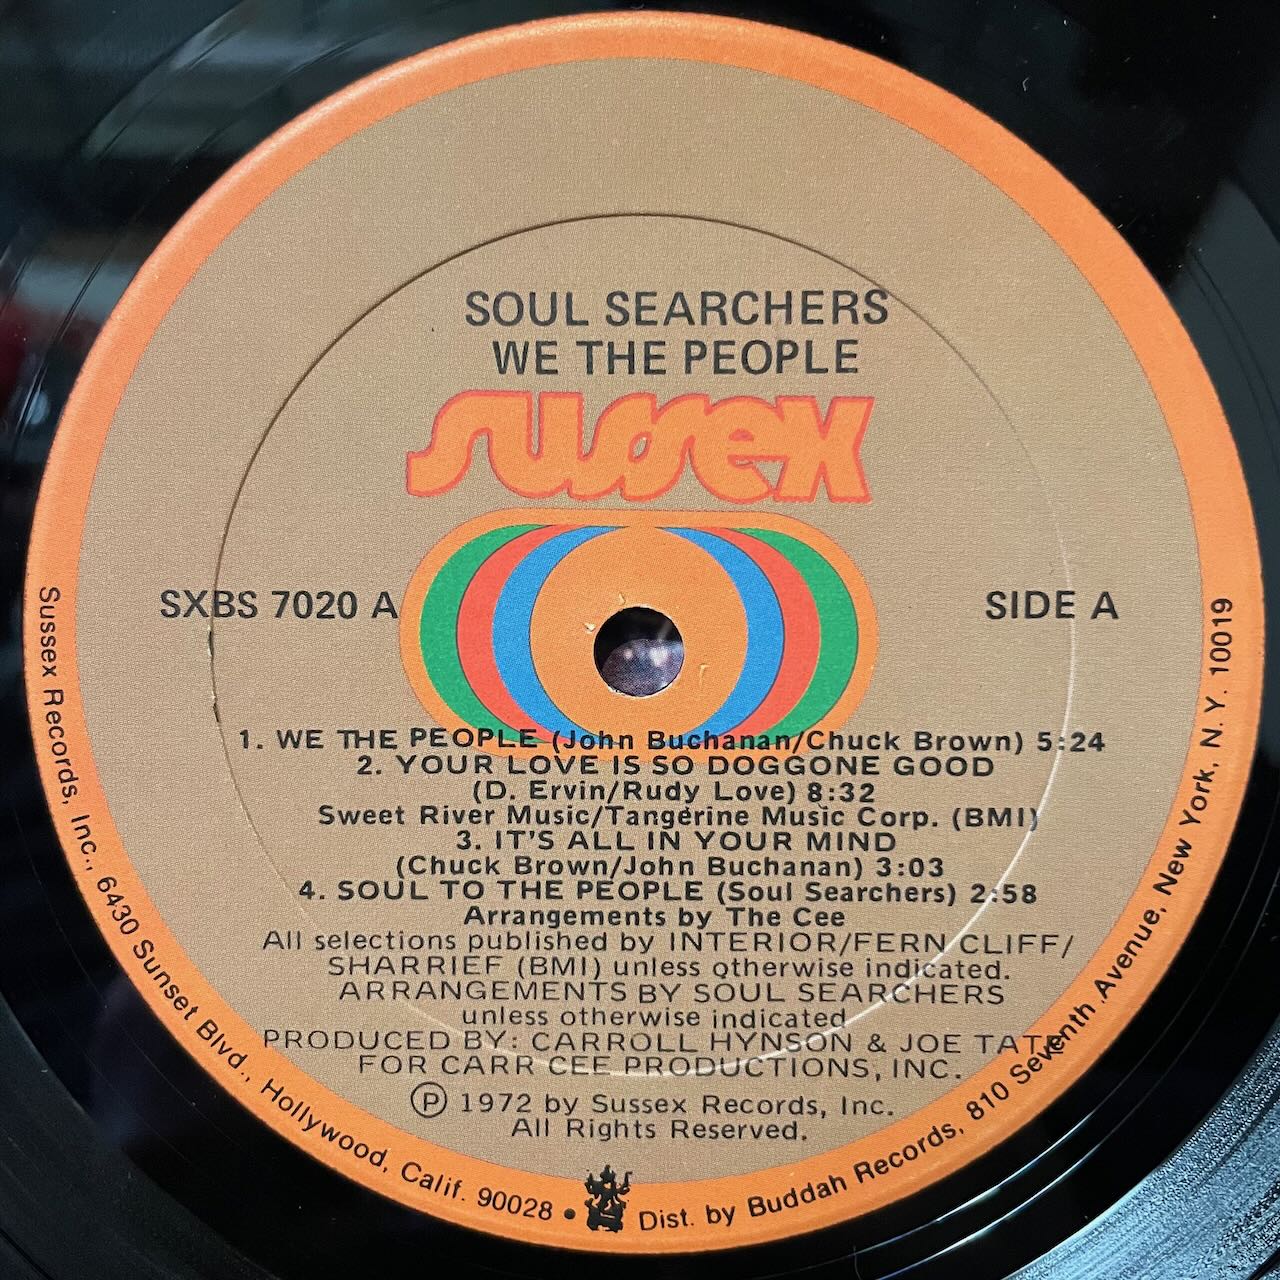 SOUL SEARCHERS
WE THE PEOPLE
sussex
SXBS 7020 A
SIDE A
1. WE THE PEOPLE (John Buchanan/Chuck Brown) 5:24
2. YOUR LOVE IS SO DOGGONE GOOD
(D. Ervin/Rudy Love) 8:32
Sweet River Music/Tangerine Music Corp. (BMI)
3. IT'S ALL IN YOUR MIND
(Chuck Brown/John Buchanan) 3:03
4. SOUL TO THE PEOPLE (Soul Searchers) 2:58
Arrangements by The Cee
All selections published by INTERIOR/FERN CLIFF/
SHARRIEF (BMI) unless otherwise indicated.
ARRANGEMENTS BY SOUL SEARCHERS
unless otherwise indicated
PRODUCED BY: CARROLL HYNSON & JOE TATE
FOR CARR CEE PRODUCTIONS, INC.
Ⓟ 1972 by Sussex Records, Inc.
All Rights Reserved.
Sussex Records, Inc., 6430 Sunset Blvd., Hollywood, Calif. 90028 • Dist. by Buddah Records, 810 Seventh Avenue, New York, N. Y. 10019